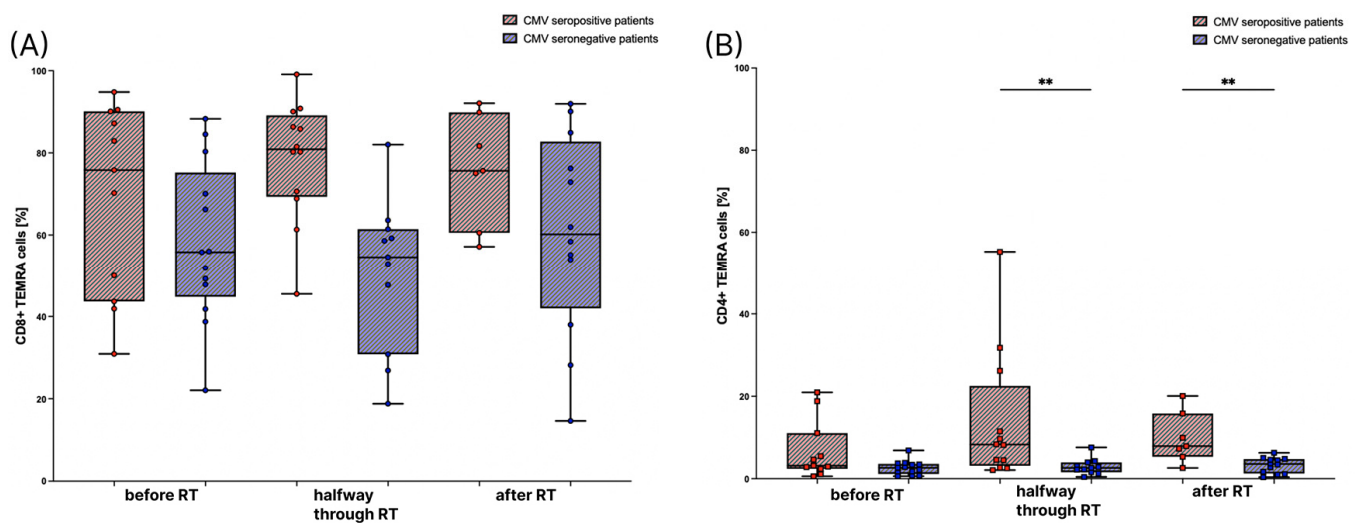 (A)
CMV seropositive patients
CMV seronegative patients
CD8+ TEMRA cells [%]
100
80
60
40
20
0
before RT
halfway
through RT
after RT
(B)
CMV seropositive patients
CMV seronegative patients
CD4+ TEMRA cells [%]
100
80
60
40
20
0
**
**
before RT
halfway
through RT
after RT